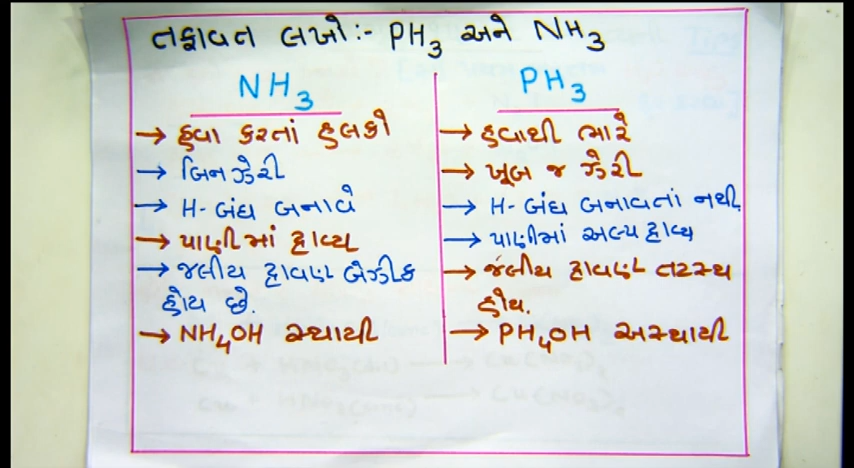 તફાવત લખો:- PH3 અને NH3
NH3
→ હવા કરતાં હલકો
→ બિનઝેરી
→ H-બંધ બનાવે
→ પાણીમાં દ્રાવ્ય
→ જલીય દ્રાવણ બેઝીક
હોય છે.
→ NH4OH સ્થાયી
PH3
→ હવાથી ભારે
→ ખૂબ જ ઝેરી
→ H-બંધ બનાવતાં નથી.
→ પાણીમાં અલ્પ દ્રાવ્ય
→ જલીય દ્રાવણ તટસ્થ
હોય.
→ PH4OH અસ્થાયી